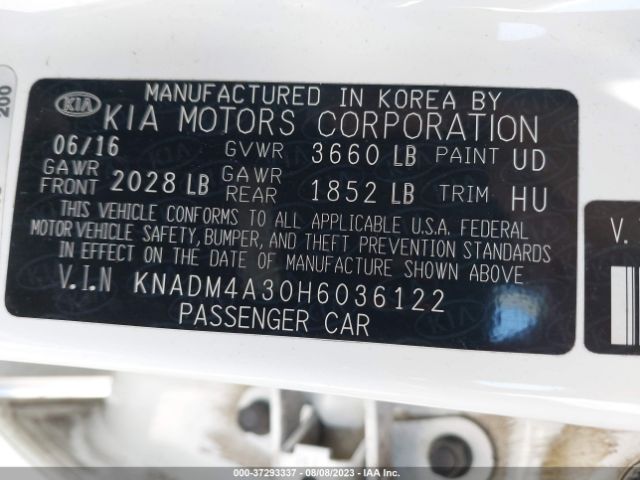 KIA
MANUFACTURED IN KOREA BY
KIA MOTORS CORPORATION
06/16 GVWR 3660 LB PAINT UD
GAWR FRONT 2028 LB GAWR REAR 1852 LB TRIM HU
THIS VEHICLE CONFORMS TO ALL APPLICABLE U.S.A. FEDERAL
MOTOR VEHICLE SAFETY, BUMPER, AND THEFT PREVENTION STANDARDS
IN EFFECT ON THE DATE OF MANUFACTURE SHOWN ABOVE
V.I.N KNADM4A30H6036122
PASSENGER CAR
200
V.
000-37293337 - 08/08/2023 - IAA Inc.